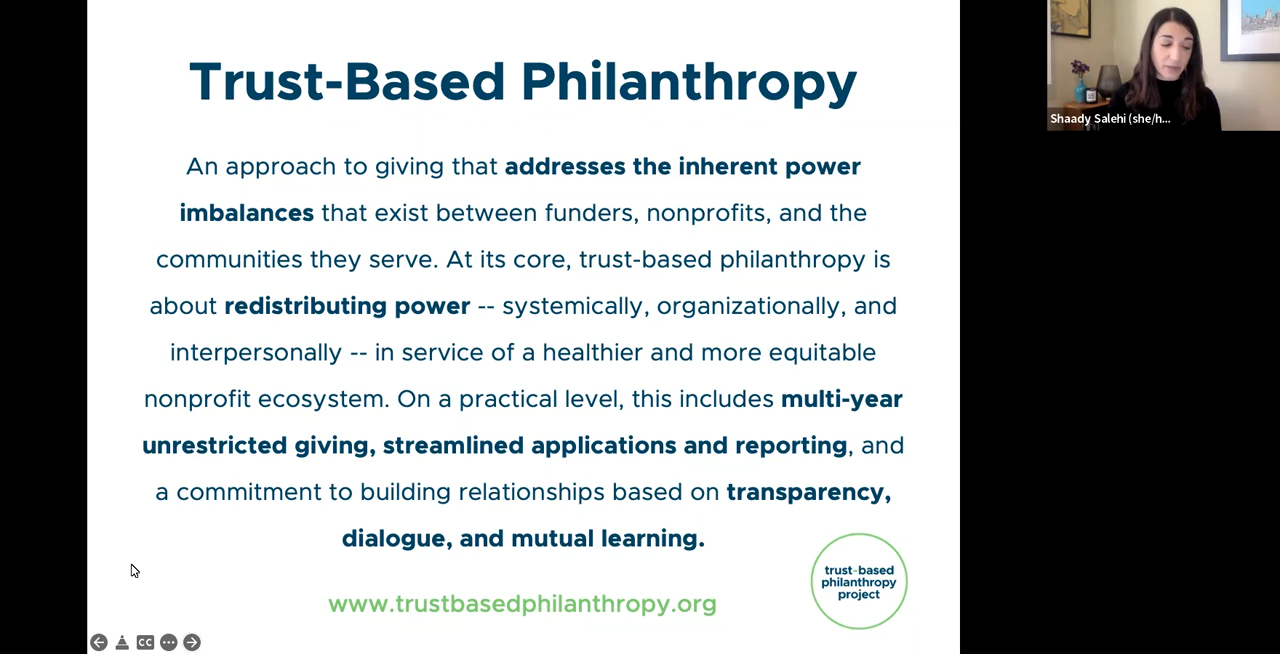 Trust-Based Philanthropy
An approach to giving that addresses the inherent power
imbalances that exist between funders, nonprofits, and the
communities they serve. At its core, trust-based philanthropy is
about redistributing power -- systemically, organizationally, and
interpersonally -- in service of a healthier and more equitable
nonprofit ecosystem. On a practical level, this includes multi-year
unrestricted giving, streamlined applications and reporting, and
a commitment to building relationships based on transparency,
dialogue, and mutual learning.
www.trustbasedphilanthropy.org
trust-based
philanthropy
project
CC
Shaady Salehi (she/h...